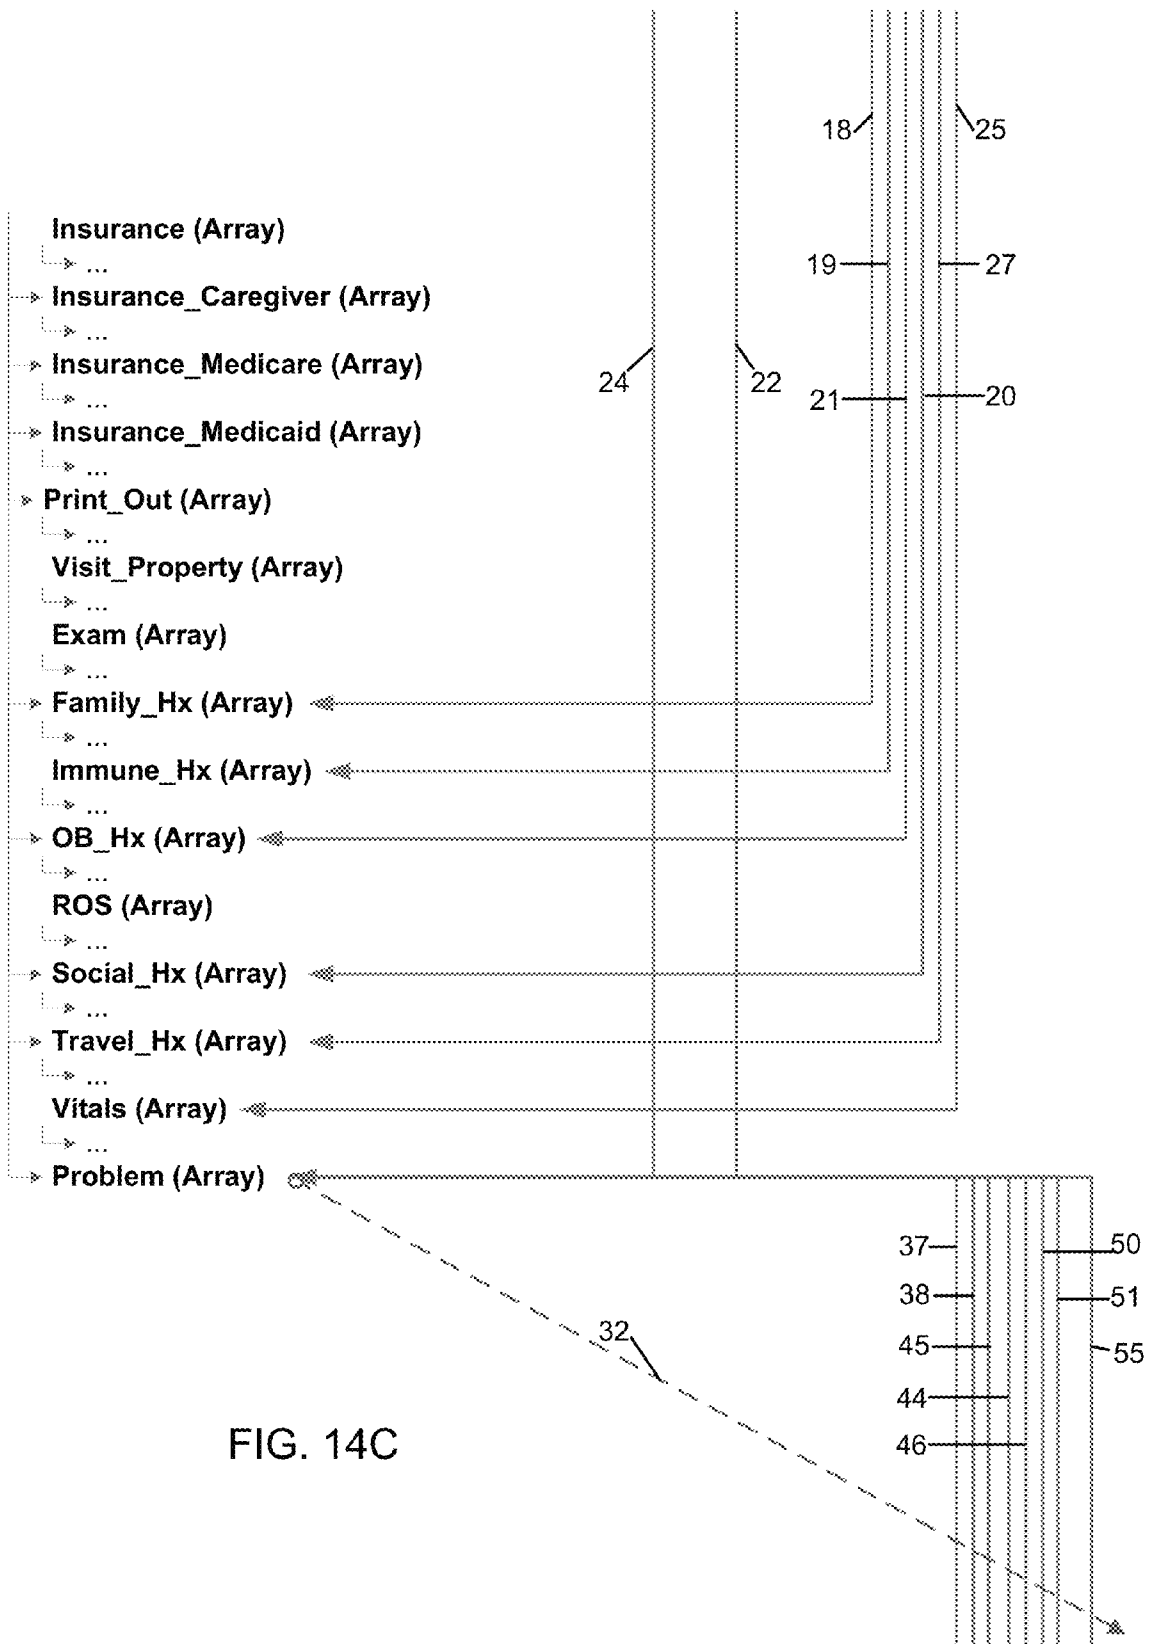 18
25
Insurance (Array)
...
19
27
Insurance_Caregiver (Array)
...
Insurance_Medicare (Array)
24
22
21
20
...
Insurance_Medicaid (Array)
...
Print_Out (Array)
...
Visit_Property (Array)
...
Exam (Array)
...
Family_Hx (Array)
...
Immune_Hx (Array)
...
OB_Hx (Array)
...
ROS (Array)
...
Social_Hx (Array)
...
Travel_Hx (Array)
...
Vitals (Array)
...
Problem (Array)
37
50
38
51
32
45
55
44
46
FIG. 14C